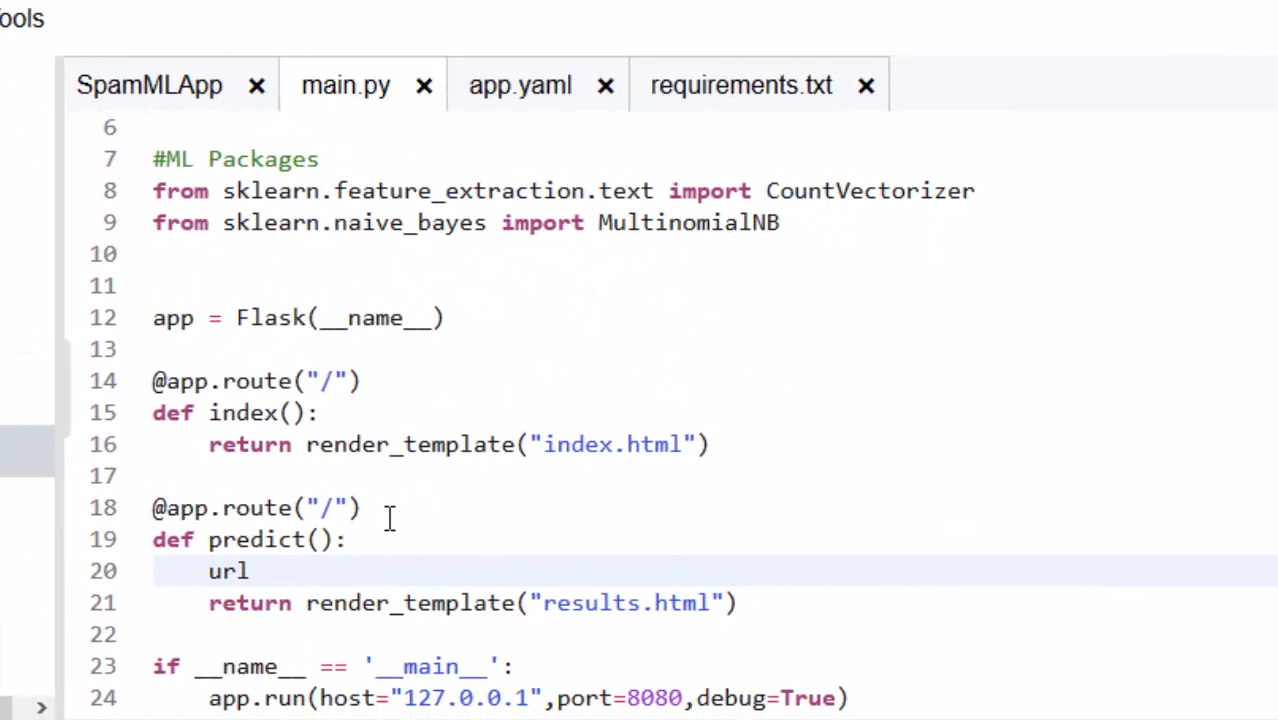 ools
SpamMLApp × main.py × app.yaml × requirements.txt ×
6
7 #ML Packages
8 from sklearn.feature_extraction.text import CountVectorizer
9 from sklearn.naive_bayes import MultinomialNB
10
11
12 app = Flask(__name__)
13
14 @app.route("/")
15 def index():
16     return render_template("index.html")
17
18 @app.route("/")
19 def predict():
20     url
21     return render_template("results.html")
22
23 if __name__ == '__main__':
24     app.run(host="127.0.0.1",port=8080,debug=True)